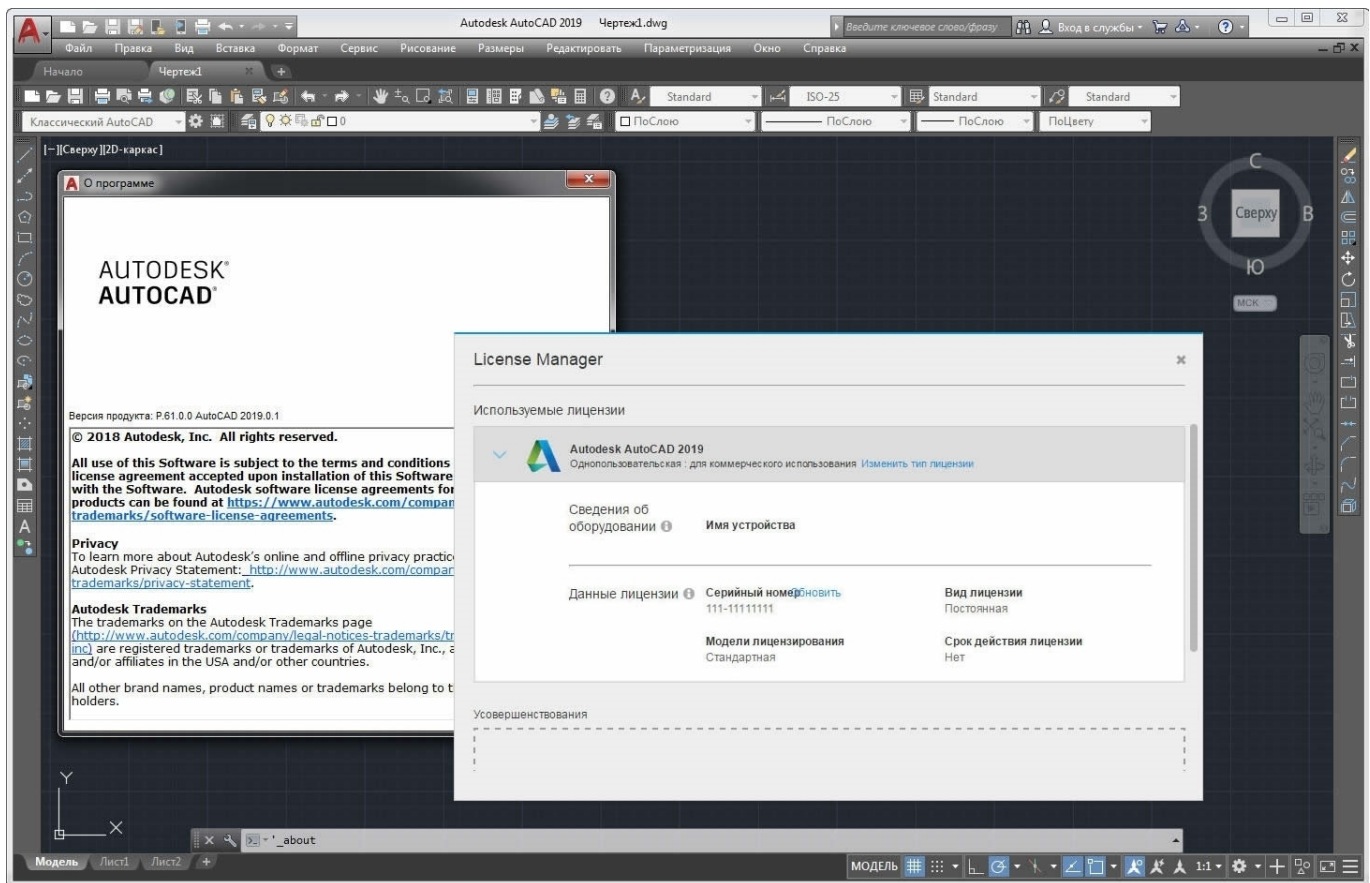 Autodesk AutoCAD 2019 Чертеж1.dwg
Введите ключевое слово/фразу
Вход в службы
Файл Правка Вид Вставка Формат Сервис Рисование Размеры Редактировать Параметризация Окно Справка
Начало Чертеж1
Standard ISO-25 Standard Standard
Классический AutoCAD 0 ПоСлою ПоСлою ПоСлою ПоЦвету
[−][Сверху][2D-каркас]
С
З Сверху В
Ю
МСК
О программе
AUTODESK®
AUTOCAD®
Версия продукта: P.61.0.0 AutoCAD 2019.0.1
© 2018 Autodesk, Inc. All rights reserved.
All use of this Software is subject to the terms and conditions
license agreement accepted upon installation of this Software
with the Software. Autodesk software license agreements for
products can be found at https://www.autodesk.com/compan
trademarks/software-license-agreements.
Privacy
To learn more about Autodesk's online and offline privacy practic
Autodesk Privacy Statement: http://www.autodesk.com/compan
trademarks/privacy-statement.
Autodesk Trademarks
The trademarks on the Autodesk Trademarks page
(http://www.autodesk.com/company/legal-notices-trademarks/tr
inc) are registered trademarks or trademarks of Autodesk, Inc., a
and/or affiliates in the USA and/or other countries.
All other brand names, product names or trademarks belong to t
holders.
License Manager
Используемые лицензии
Autodesk AutoCAD 2019
Однопользовательская : для коммерческого использования Изменить тип лицензии
Сведения об
оборудовании Имя устройства
Данные лицензии Серийный номер Обновить Вид лицензии
111-11111111 Постоянная
Модели лицензирования Срок действия лицензии
Стандартная Нет
Усовершенствования
Y
X
'_about
Модель Лист1 Лист2 +
МОДЕЛЬ 1:1